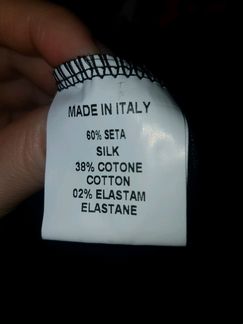 MADE IN ITALY
60% SETA
SILK
38% COTONE
COTTON
02% ELASTAM
ELASTANE